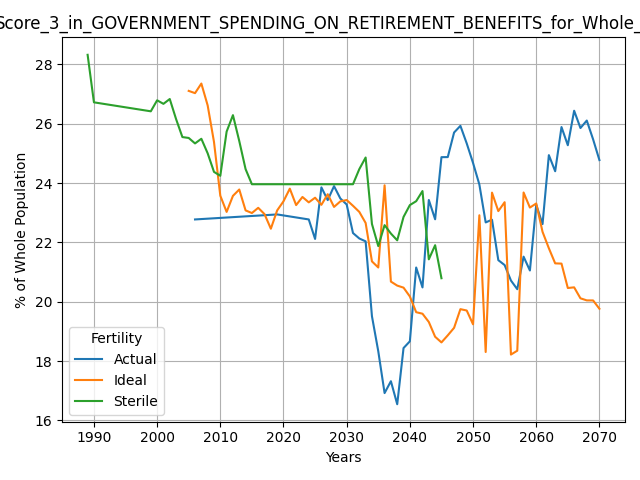 Score_3_in_GOVERNMENT_SPENDING_ON_RETIREMENT_BENEFITS_for_Whole_
% of Whole Population
28
26
24
22
20
18
16
Fertility
Actual
Ideal
Sterile
1990 2000 2010 2020 2030 2040 2050 2060 2070
Years